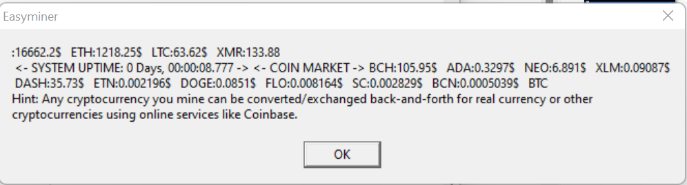 Easyminer
:16662.2$ ETH:1218.25$ LTC:63.62$ XMR:133.88
<- SYSTEM UPTIME: 0 Days, 00:00:08.777 -> <- COIN MARKET -> BCH:105.95$ ADA:0.3297$ NEO:6.891$ XLM:0.09087$
DASH:35.73$ ETN:0.002196$ DOGE:0.0851$ FLO:0.008164$ SC:0.002829$ BCN:0.0005039$ BTC
Hint: Any cryptocurrency you mine can be converted/exchanged back-and-forth for real currency or other
cryptocurrencies using online services like Coinbase.
OK